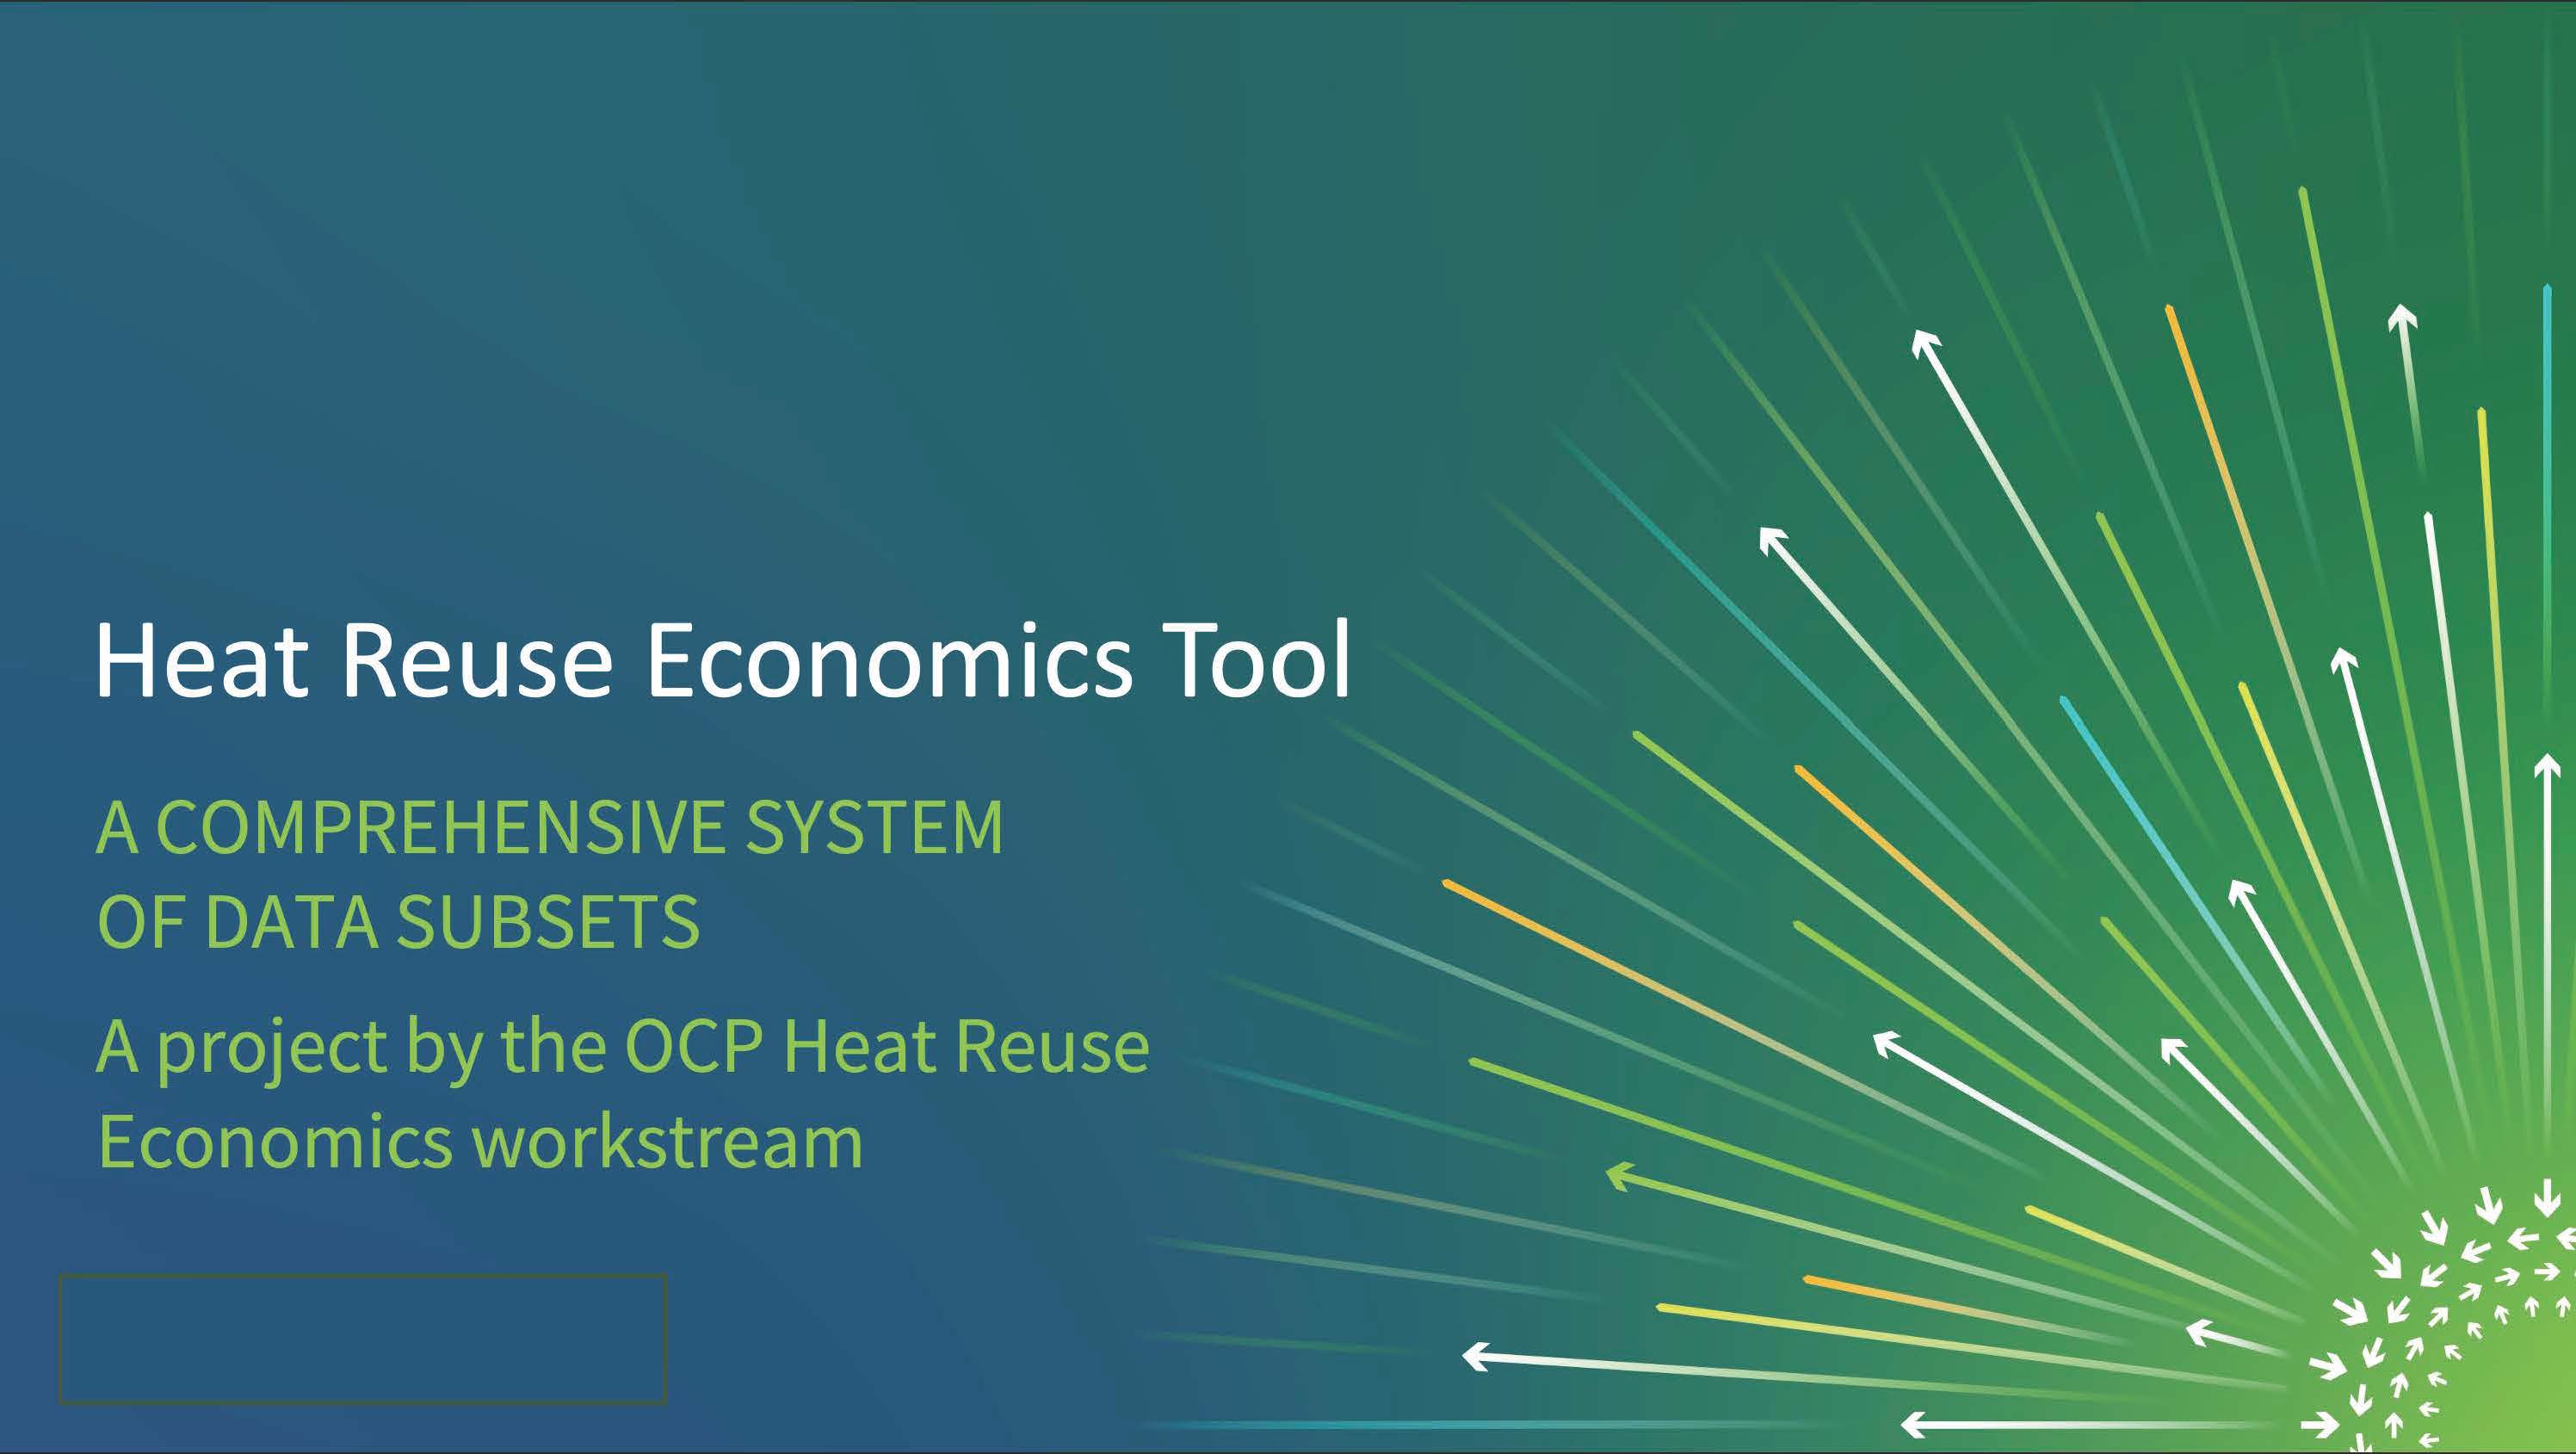 Heat Reuse Economics Tool
A COMPREHENSIVE SYSTEM
OF DATA SUBSETS
A project by the OCP Heat Reuse
Economics workstream